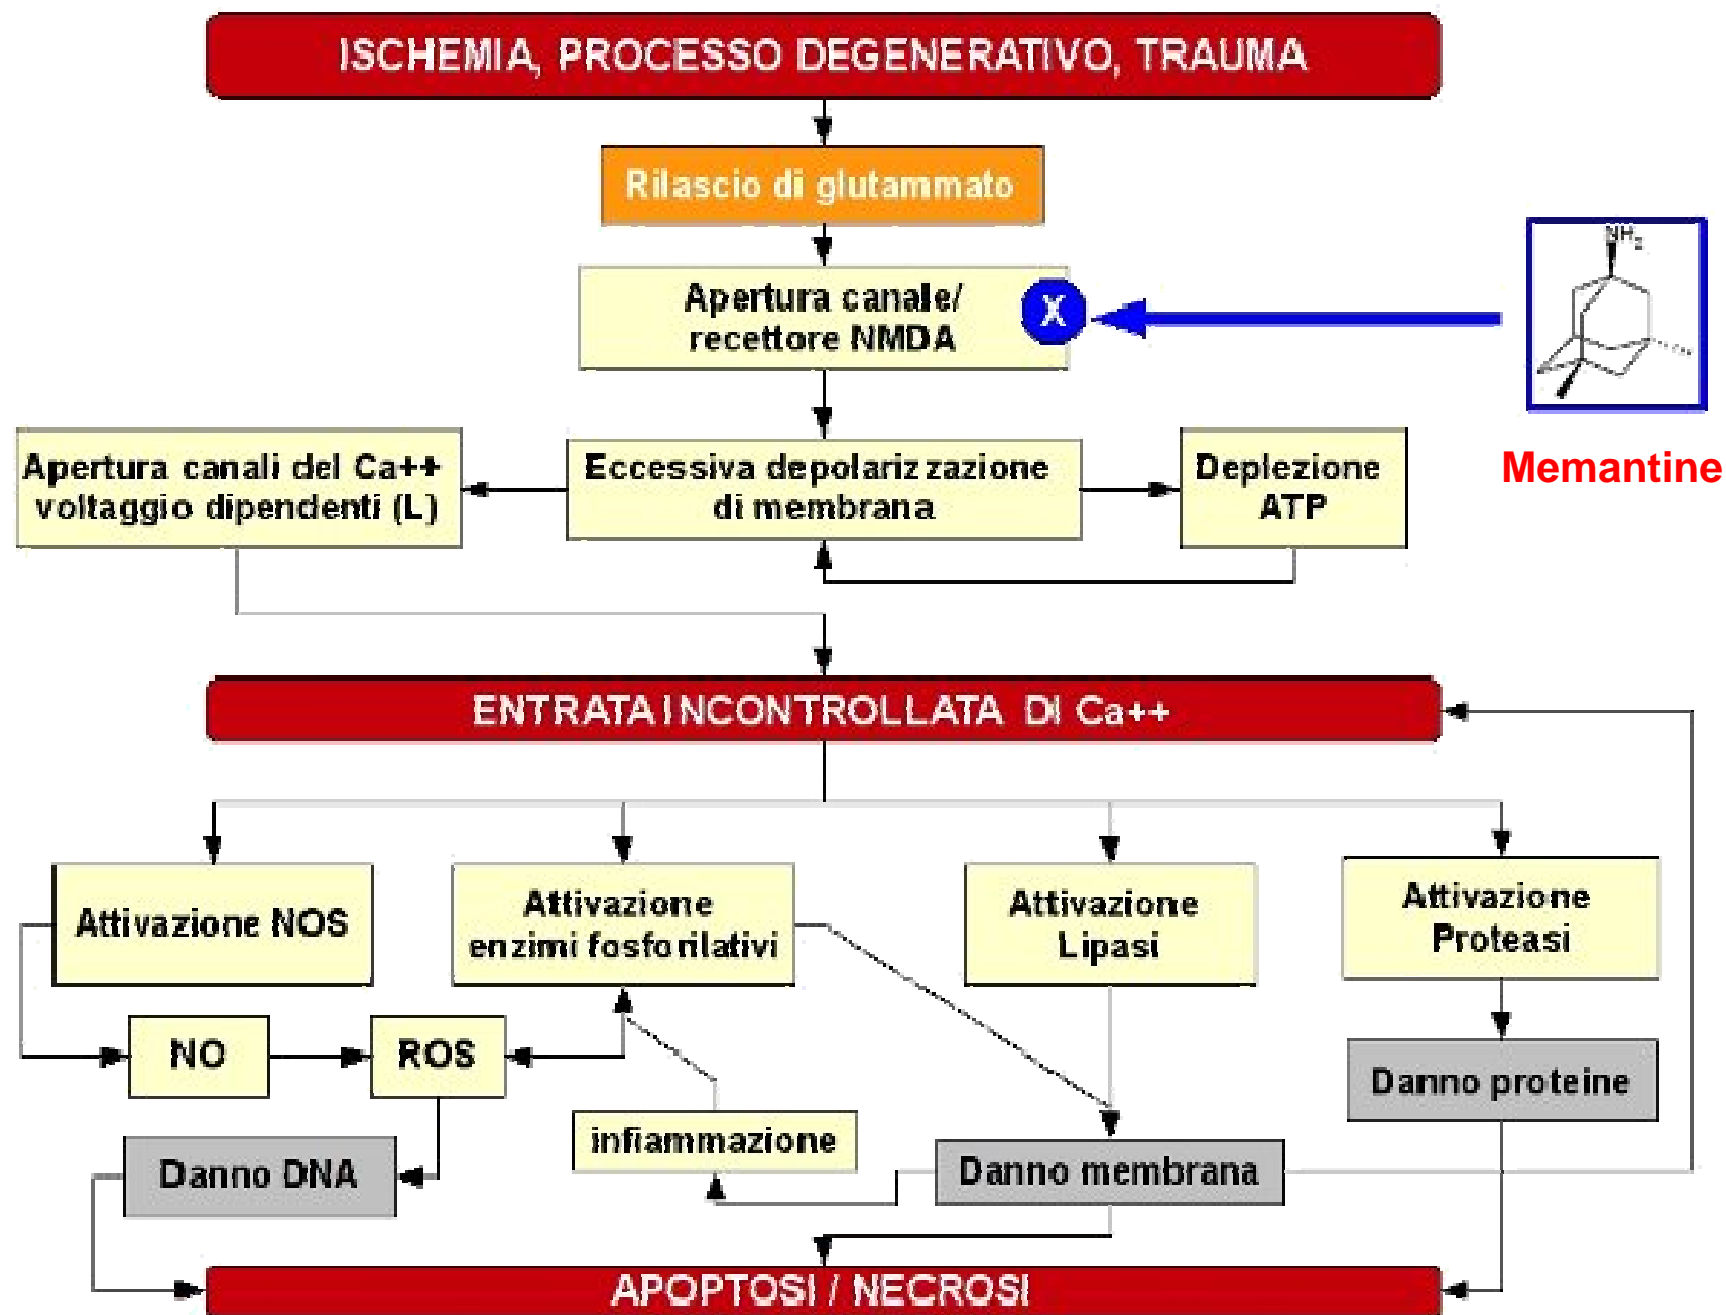 ISCHEMIA, PROCESSO DEGENERATIVO, TRAUMA
Rilascio di glutammato
NH2
Apertura canale/
recettore NMDA
X
Memantine
Apertura canali del Ca++
voltaggio dipendenti (L)
Eccessiva depolarizzazione
di membrana
Deplezione
ATP
ENTRATA INCONTROLLATA DI Ca++
Attivazione NOS
Attivazione
enzimi fosforilativi
Attivazione
Lipasi
Attivazione
Proteasi
NO
ROS
Danno proteine
infiammazione
Danno DNA
Danno membrana
APOPTOSI / NECROSI